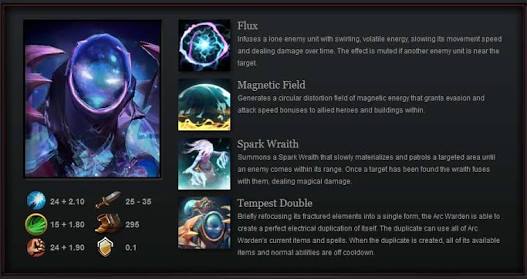 Flux
Infuses a lone enemy unit with swirling, volatile energy, slowing its movement speed
and dealing damage over time. The effect is muted if another enemy unit is near the
target.
Magnetic Field
Generates a circular distortion field of magnetic energy that grants evasion and
attack speed bonuses to allied heroes and buildings within.
Spark Wraith
Summons a Spark Wraith that slowly materializes and patrols a targeted area until
an enemy comes within its range. Once a target has been found the wraith fuses
with them, dealing magical damage.
Tempest Double
Briefly refocusing its fractured elements into a single form, the Arc Warden is able to
create a perfect electrical duplication of itself. The duplicate can use all of Arc
Warden's current items and spells. When the duplicate is created, all of its available
items and normal abilities are off cooldown.
24 + 2.10 25 - 35
15 + 1.80 295
24 + 1.90 0.1